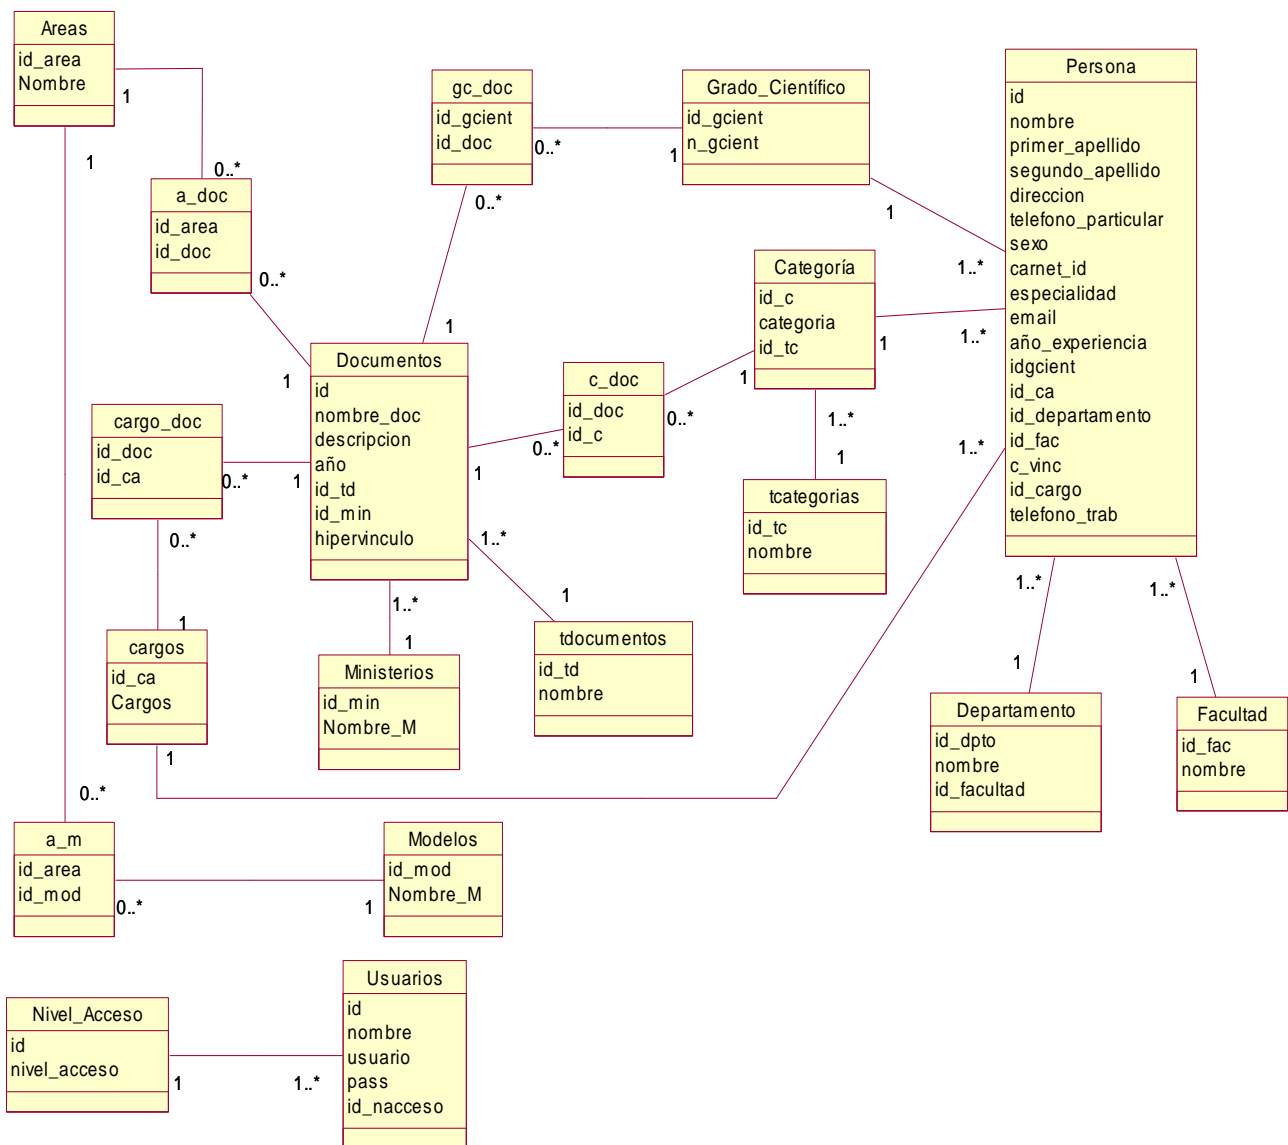 Areas
id_area
Nombre
1
1
0..*
a_doc
id_area
id_doc
0..*
1
gc_doc
id_gcient
id_doc
0..*
0..*
1
Grado_Científico
id_gcient
n_gcient
1
1
1..*
Persona
id
nombre
primer_apellido
segundo_apellido
direccion
telefono_particular
sexo
carnet_id
especialidad
email
año_experiencia
idgcient
id_ca
id_departamento
id_fac
c_vinc
id_cargo
telefono_trab
Categoría
id_c
categoria
id_tc
1
1..*
1
1..*
1
tcategorias
id_tc
nombre
c_doc
id_doc
id_c
0..*
0..*
1
Documentos
id
nombre_doc
descripcion
año
id_td
id_min
hipervinculo
cargo_doc
id_doc
id_ca
0..*
1
0..*
1
cargos
id_ca
Cargos
1
1..*
1..*
1
Ministerios
id_min
Nombre_M
1..*
1
tdocumentos
id_td
nombre
1..*
1
Departamento
id_dpto
nombre
id_facultad
1..*
1
Facultad
id_fac
nombre
0..*
a_m
id_area
id_mod
0..*
1
Modelos
id_mod
Nombre_M
Nivel_Acceso
id
nivel_acceso
1
1..*
Usuarios
id
nombre
usuario
pass
id_nacceso